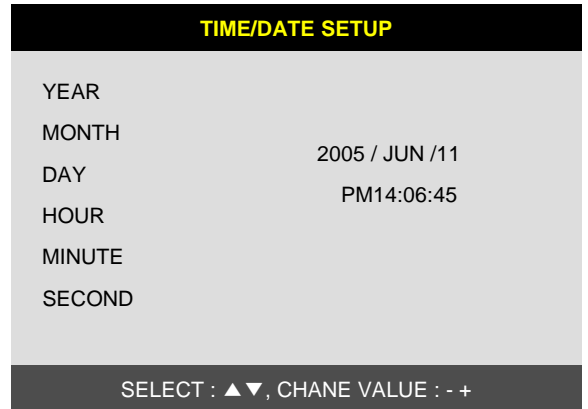 TIME/DATE SETUP
YEAR
MONTH
DAY
HOUR
MINUTE
SECOND
2005 / JUN /11
PM14:06:45
SELECT : ▲▼, CHANE VALUE : - +